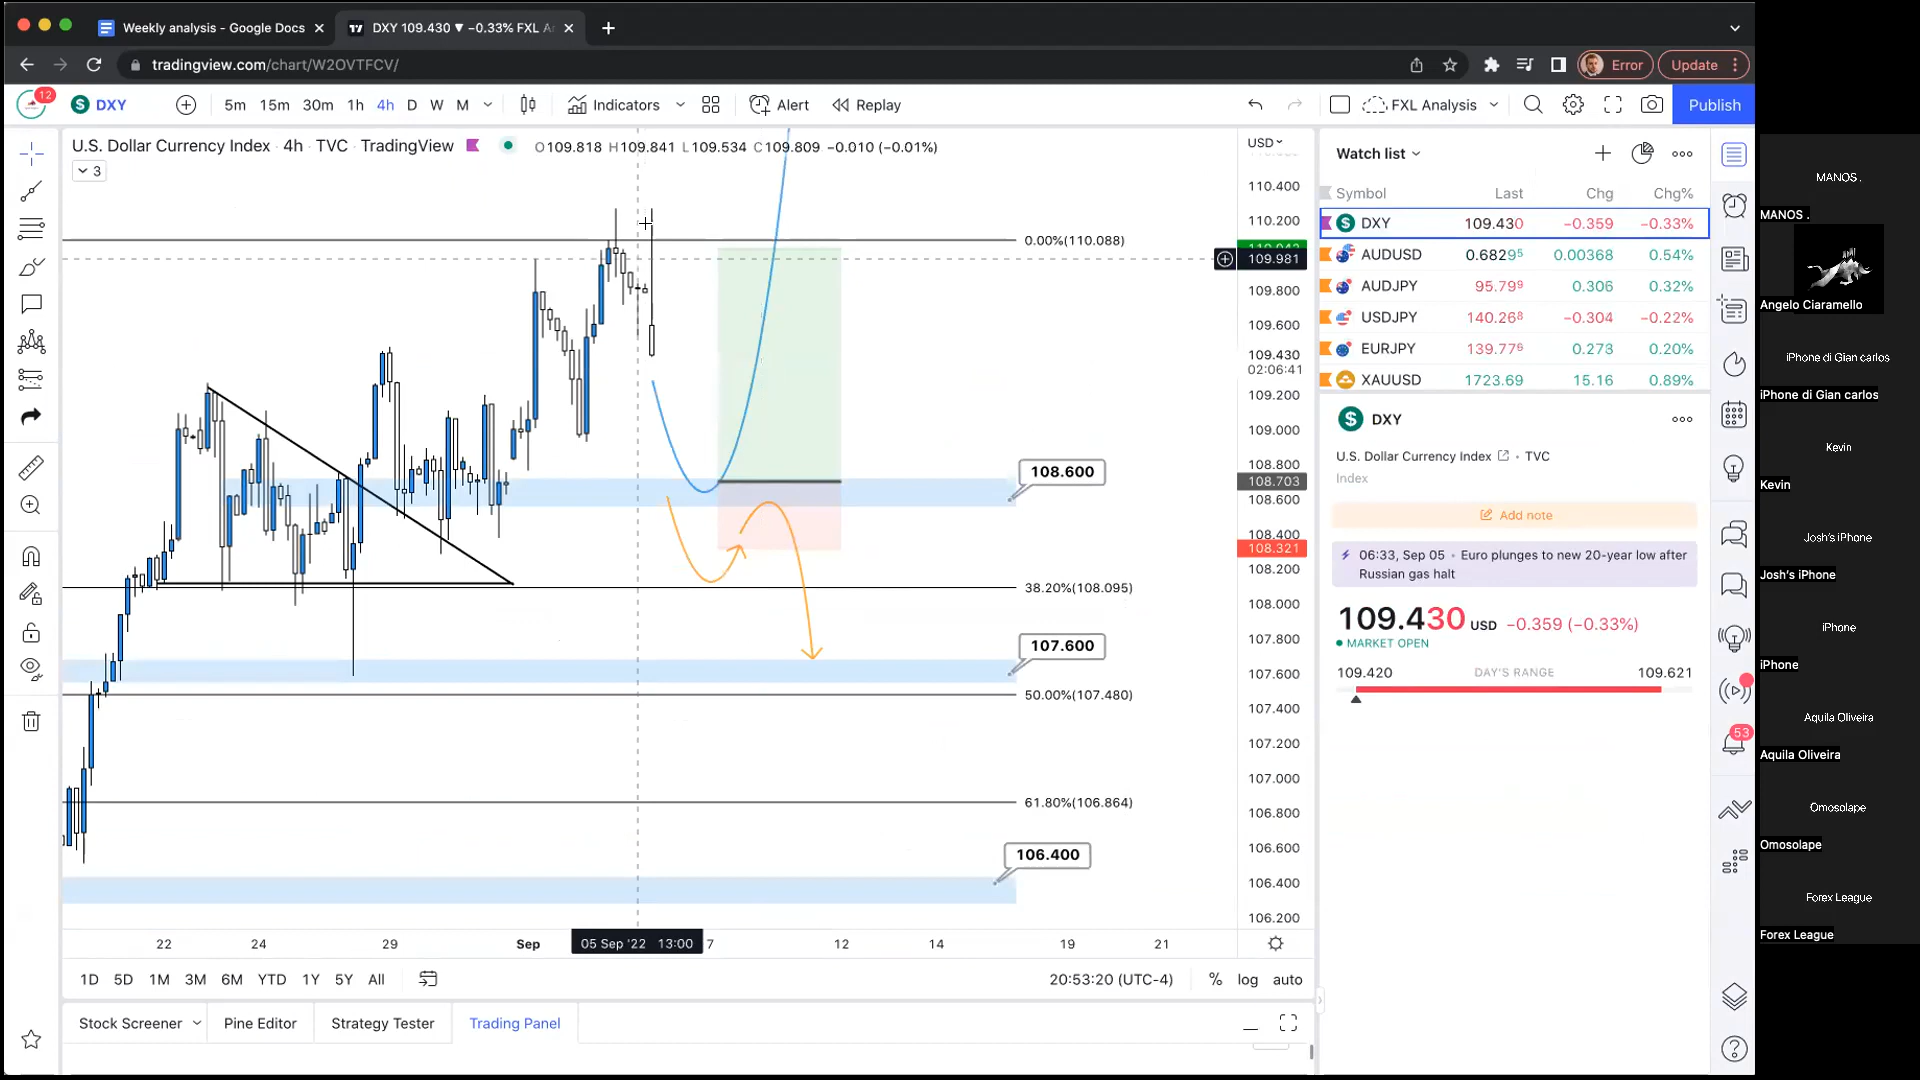 Weekly analysis - Google Docs
DXY 109.430 ▼ −0.33% FXL
tradingview.com/chart/W2OVTFCV/
Error
Update
12
DXY
5m 15m 30m 1h 4h D W M
Indicators
Alert
Replay
FXL Analysis
Publish
U.S. Dollar Currency Index · 4h · TVC · TradingView
O109.818 H109.841 L109.534 C109.809 −0.010 (−0.01%)
3
USD
110.400
110.200
109.981
109.800
109.600
109.430
02:06:41
109.200
109.000
108.800
108.703
108.600
108.400
108.321
108.200
108.000
107.800
107.600
107.400
107.200
107.000
106.800
106.600
106.400
106.200
0.00%(110.088)
108.600
38.20%(108.095)
107.600
50.00%(107.480)
61.80%(106.864)
106.400
22 24 29 Sep 05 Sep '22 13:00 7 12 14 19 21
1D 5D 1M 3M 6M YTD 1Y 5Y All
20:53:20 (UTC-4)
% log auto
Stock Screener
Pine Editor
Strategy Tester
Trading Panel
Watch list
Symbol Last Chg Chg%
DXY 109.430 −0.359 −0.33%
AUDUSD 0.68295 0.00368 0.54%
AUDJPY 95.799 0.306 0.32%
USDJPY 140.268 −0.304 −0.22%
EURJPY 139.776 0.273 0.20%
XAUUSD 1723.69 15.16 0.89%
DXY
U.S. Dollar Currency Index · TVC
Index
Add note
06:33, Sep 05 · Euro plunges to new 20-year low after
Russian gas halt
109.430 USD −0.359 (−0.33%)
MARKET OPEN
109.420 DAY'S RANGE 109.621
53
MANOS .
MANOS .
Angelo Ciaramello
iPhone di Gian carlos
iPhone di Gian carlos
Kevin
Kevin
Josh's iPhone
Josh's iPhone
iPhone
iPhone
Aquila Oliveira
Aquila Oliveira
Omosolape
Omosolape
Forex League
Forex League